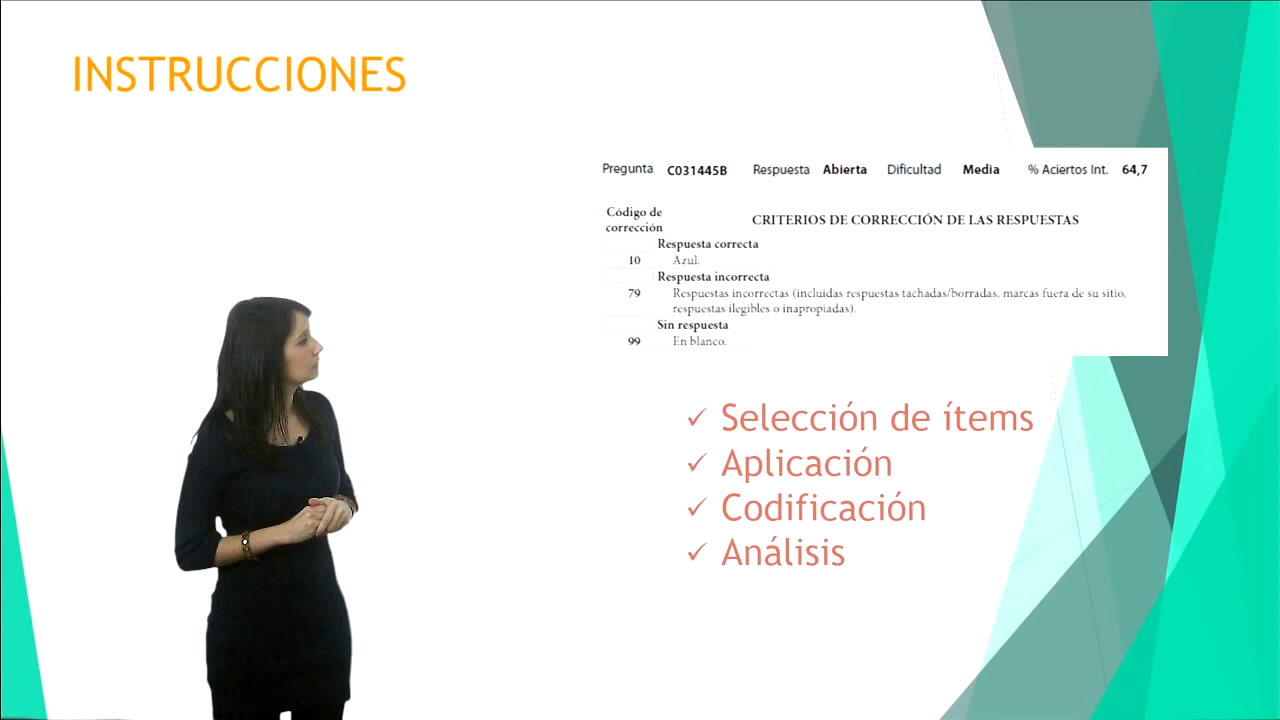 INSTRUCCIONES
Pregunta C031445B Respuesta Abierta Dificultad Media % Aciertos Int. 64,7
Código de
corrección
CRITERIOS DE CORRECCIÓN DE LAS RESPUESTAS
Respuesta correcta
10 Azul.
Respuesta incorrecta
79 Respuestas incorrectas (incluidas respuestas tachadas/borradas, marcas fuera de su sitio,
respuestas ilegibles o inapropiadas).
Sin respuesta
99 En blanco.
✓ Selección de ítems
✓ Aplicación
✓ Codificación
✓ Análisis